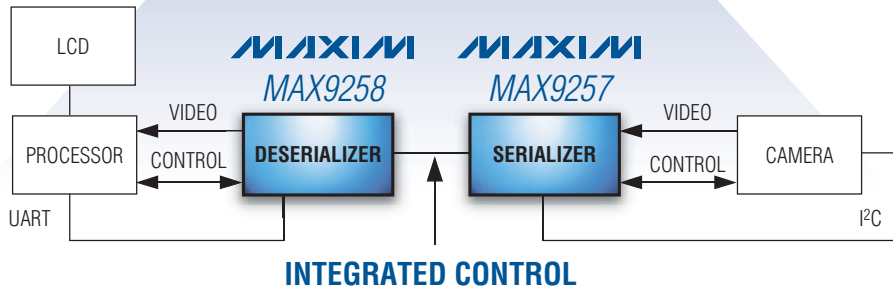 LCD
MAXIM MAXIM
MAX9258 MAX9257
VIDEO VIDEO
PROCESSOR DESERIALIZER SERIALIZER CAMERA
CONTROL CONTROL
UART I²C
INTEGRATED CONTROL